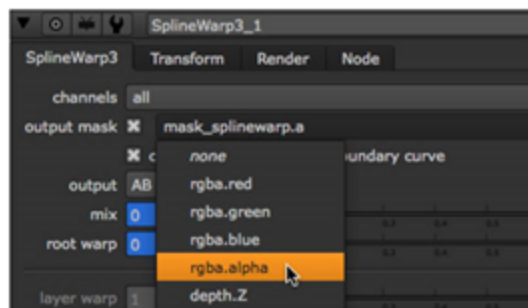 SplineWarp3_1
SplineWarp3 Transform Render Node
channels all
output mask mask_splinewarp.a
none
c undary curve
rgba.red
output AB
rgba.green
mix 0
rgba.blue
root warp 0
rgba.alpha
layer warp 1
depth.Z